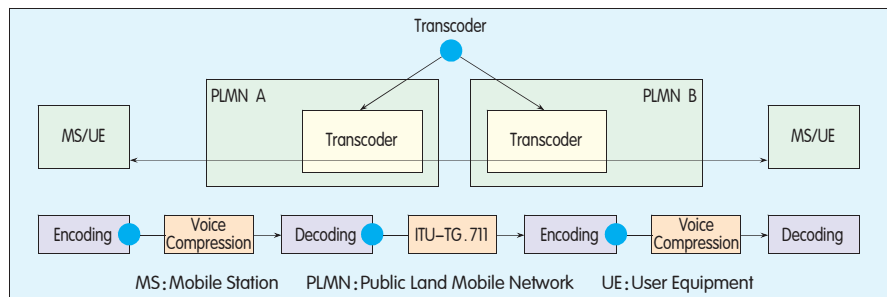 Transcoder
PLMN A
PLMN B
MS/UE
Transcoder
Transcoder
MS/UE
Encoding
Voice
Compression
Decoding
ITU-TG.711
Encoding
Voice
Compression
Decoding
MS:Mobile Station PLMN:Public Land Mobile Network UE:User Equipment